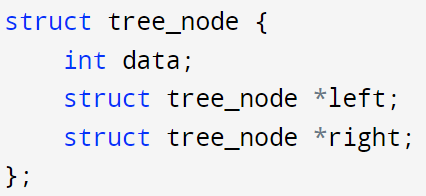 struct tree_node {
    int data;
    struct tree_node *left;
    struct tree_node *right;
};